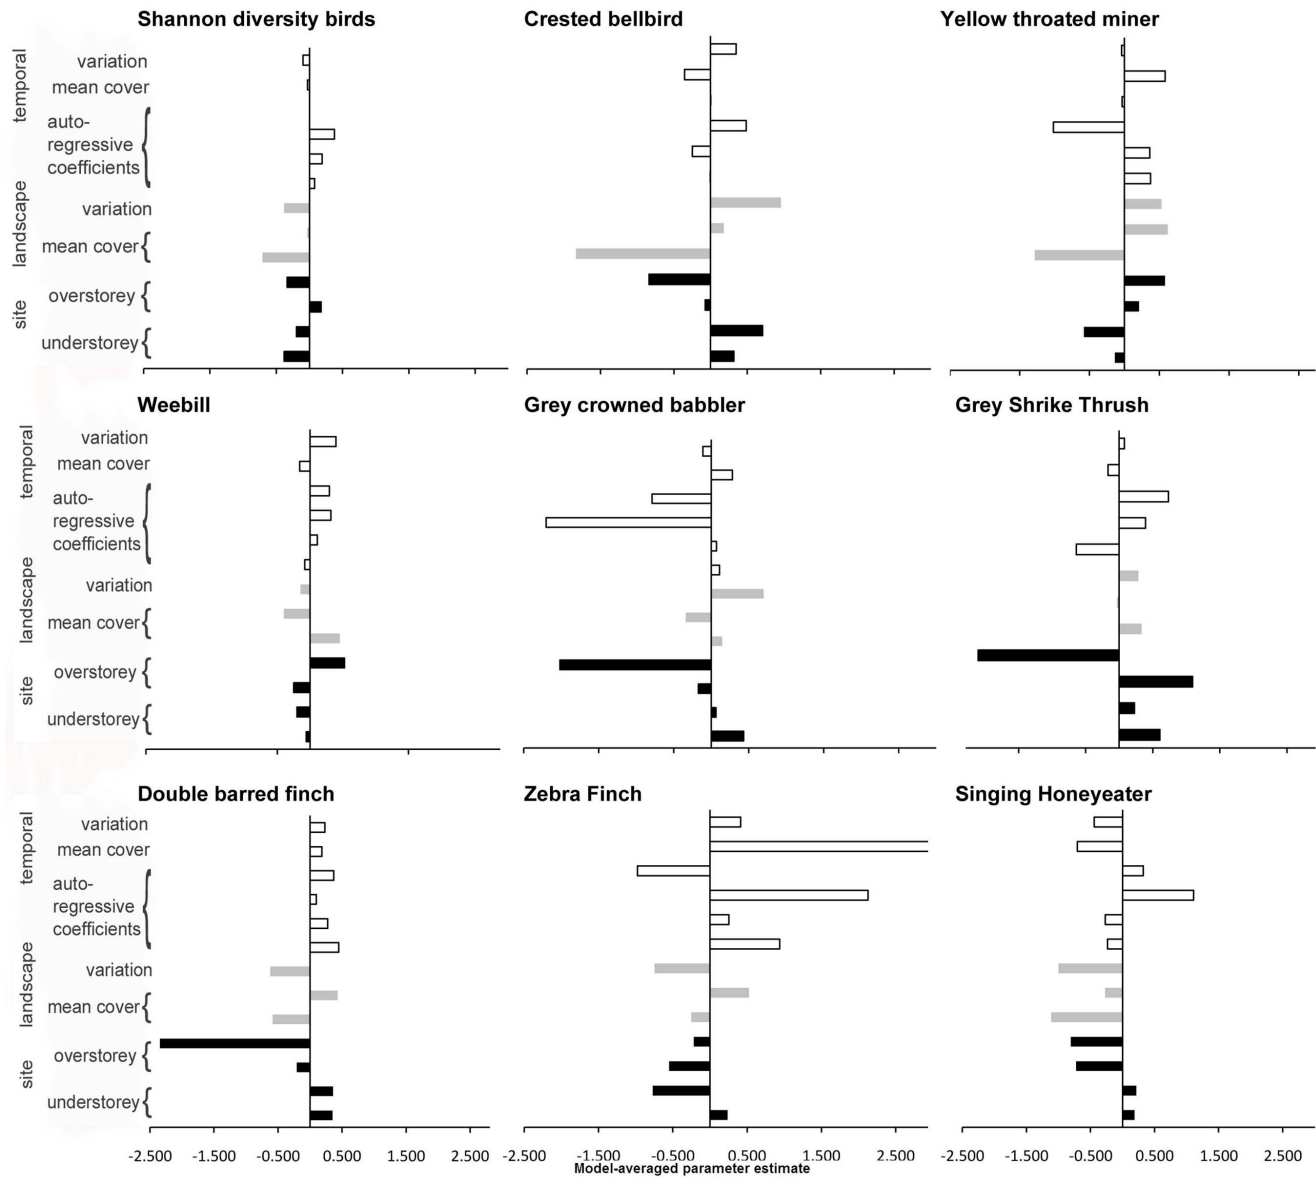 Shannon diversity birds
Crested bellbird
Yellow throated miner
temporal
variation
mean cover
auto-
regressive
coefficients
landscape
variation
mean cover
site
overstorey
understorey
Weebill
Grey crowned babbler
Grey Shrike Thrush
temporal
variation
mean cover
auto-
regressive
coefficients
landscape
variation
mean cover
site
overstorey
understorey
Double barred finch
Zebra Finch
Singing Honeyeater
temporal
variation
mean cover
auto-
regressive
coefficients
landscape
variation
mean cover
site
overstorey
understorey
-2.500 -1.500 -0.500 0.500 1.500 2.500
-2.500 -1.500 -0.500 0.500 1.500 2.500
-2.500 -1.500 -0.500 0.500 1.500 2.500
Model-averaged parameter estimate